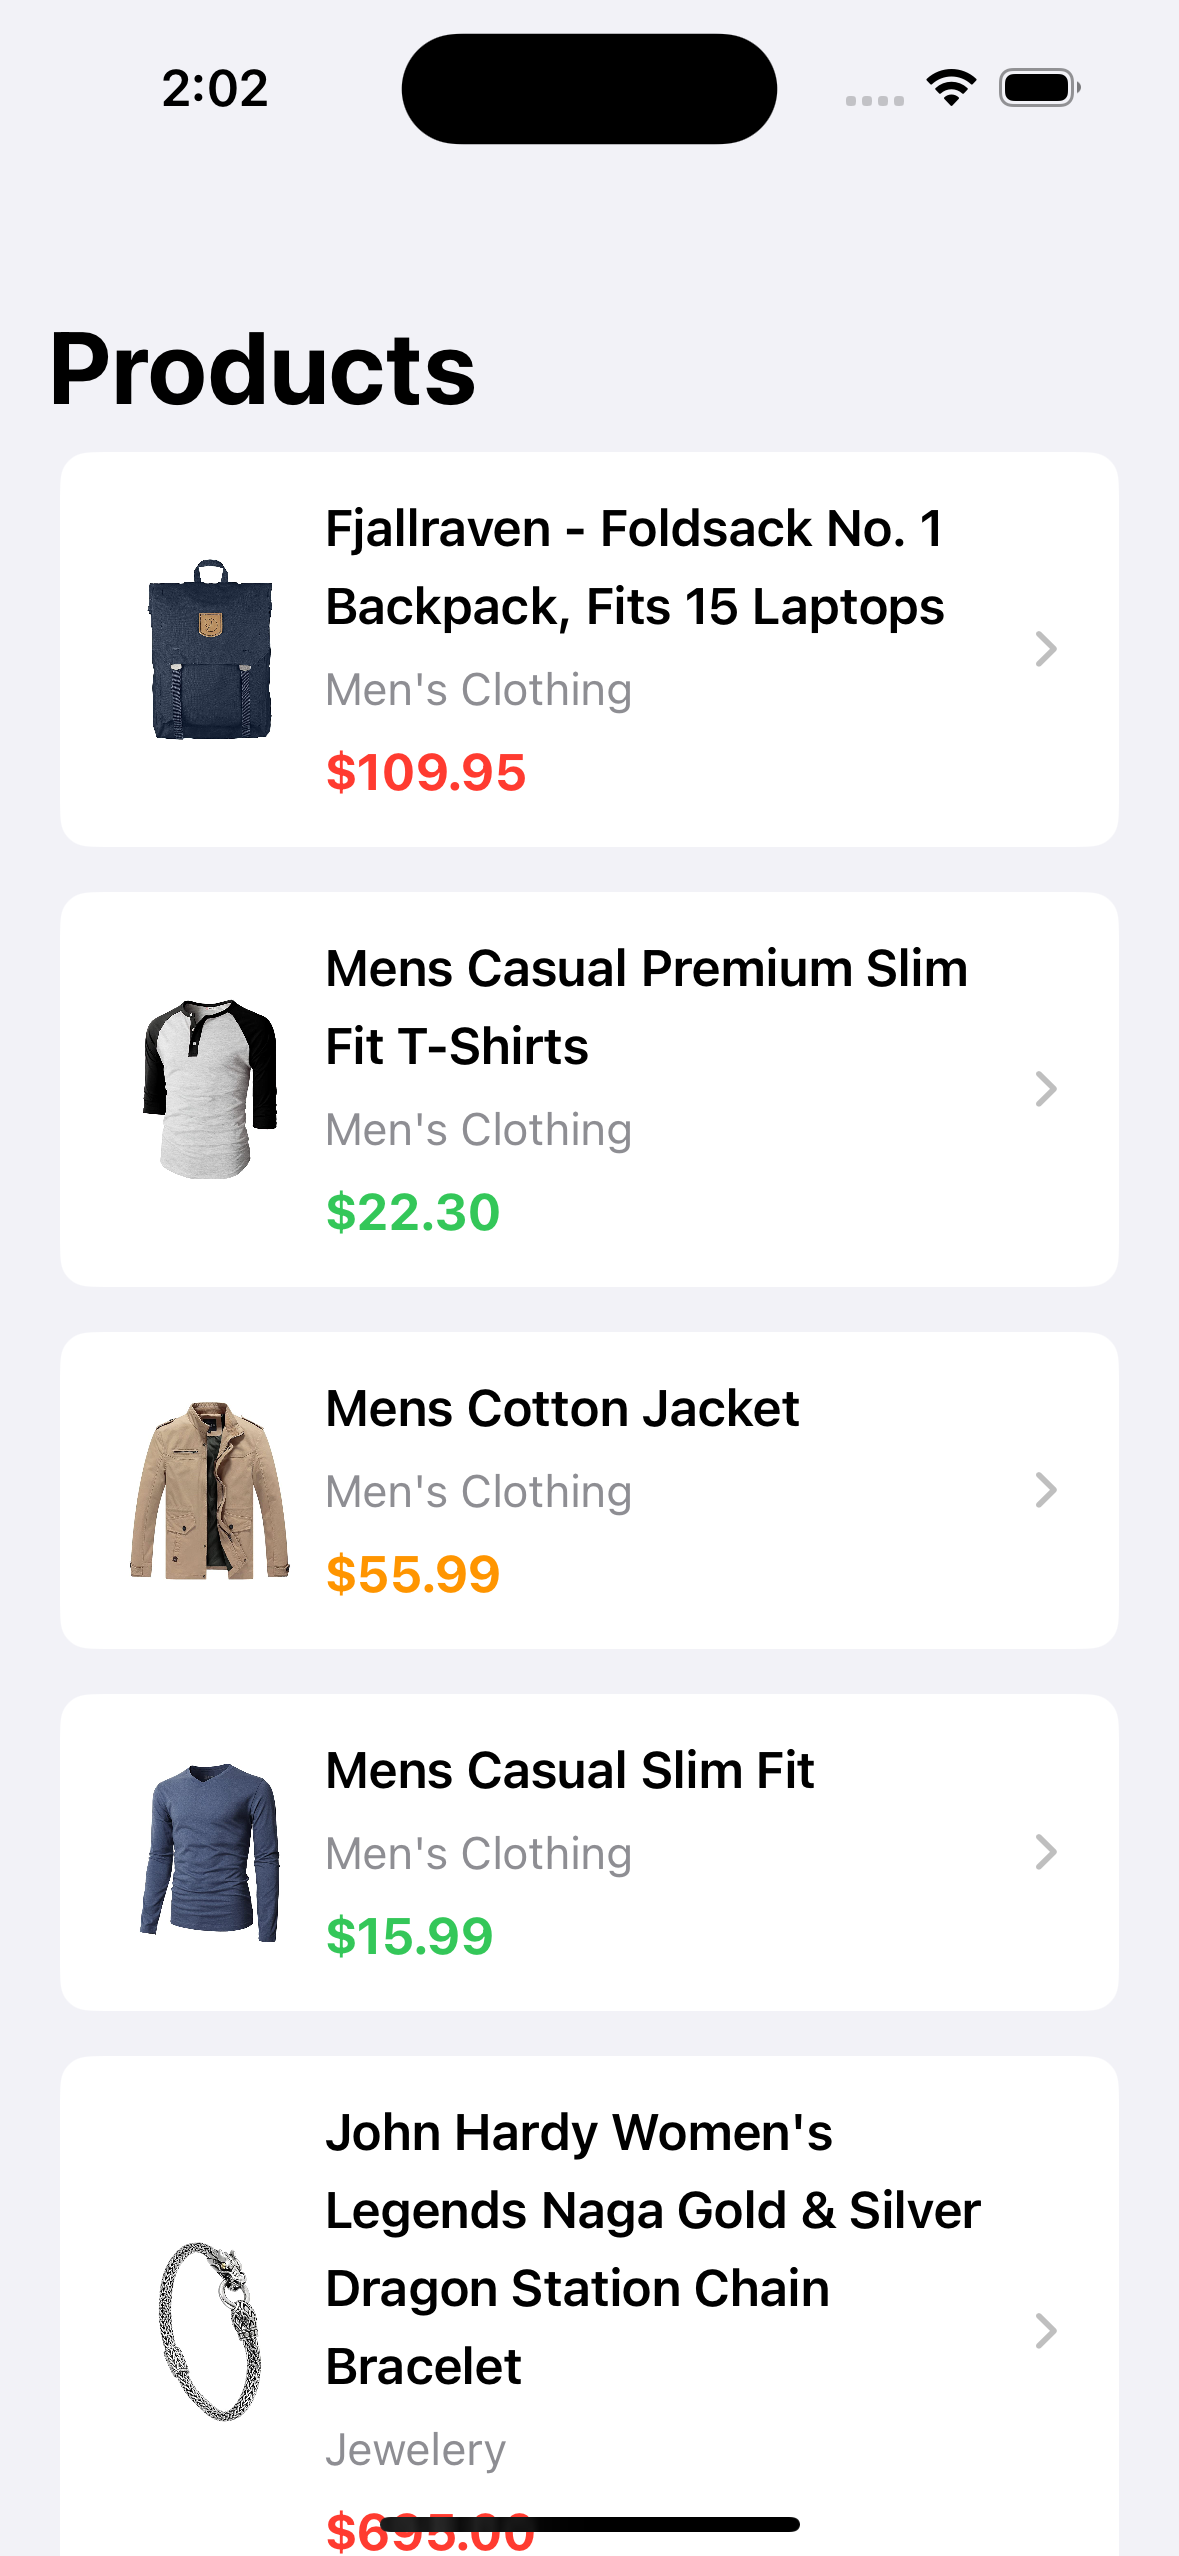 2:02
Products
Fjallraven - Foldsack No. 1
Backpack, Fits 15 Laptops
Men's Clothing
$109.95
Mens Casual Premium Slim
Fit T-Shirts
Men's Clothing
$22.30
Mens Cotton Jacket
Men's Clothing
$55.99
Mens Casual Slim Fit
Men's Clothing
$15.99
John Hardy Women's
Legends Naga Gold & Silver
Dragon Station Chain
Bracelet
Jewelery
$695.00